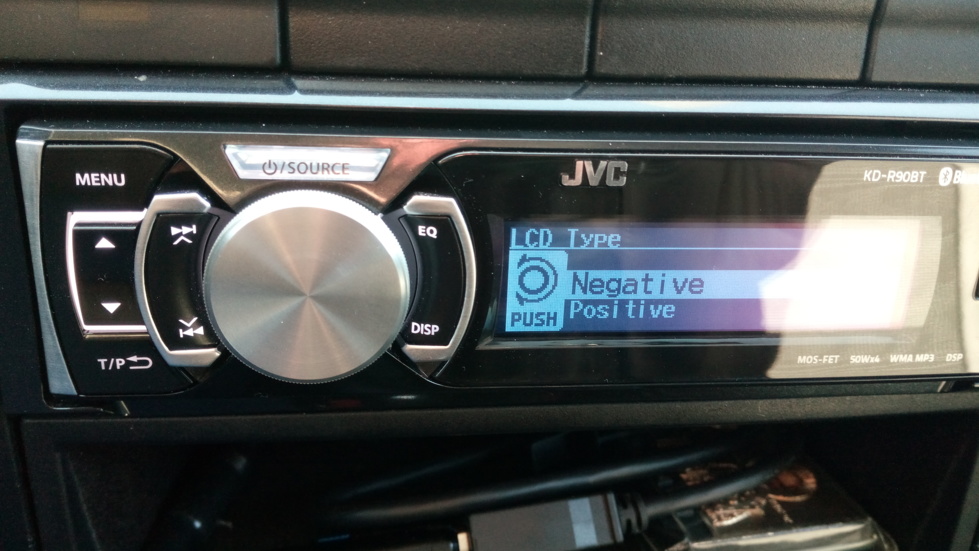 MENU
⏻/SOURCE
EQ
DISP
T/P
JVC
KD-R90BT
LCD Type
Negative
Positive
PUSH
MOS-FET 50Wx4 WMA MP3 DSP